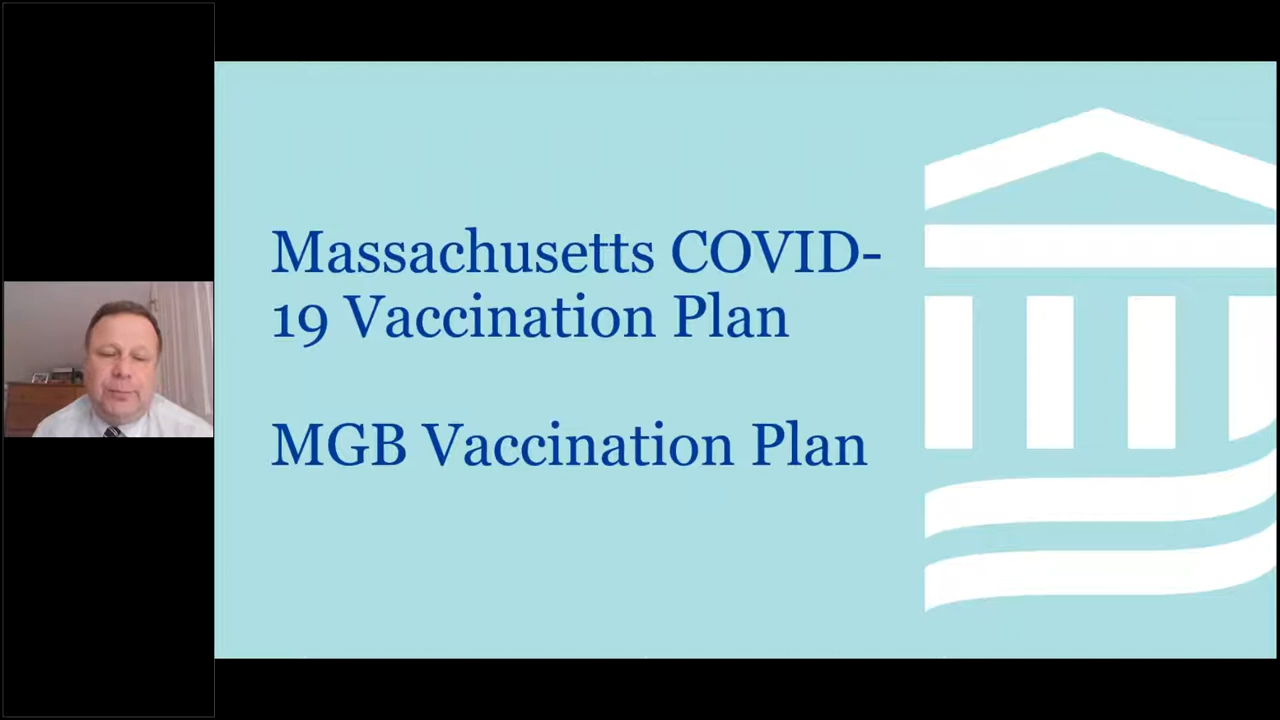 Massachusetts COVID-
19 Vaccination Plan
MGB Vaccination Plan